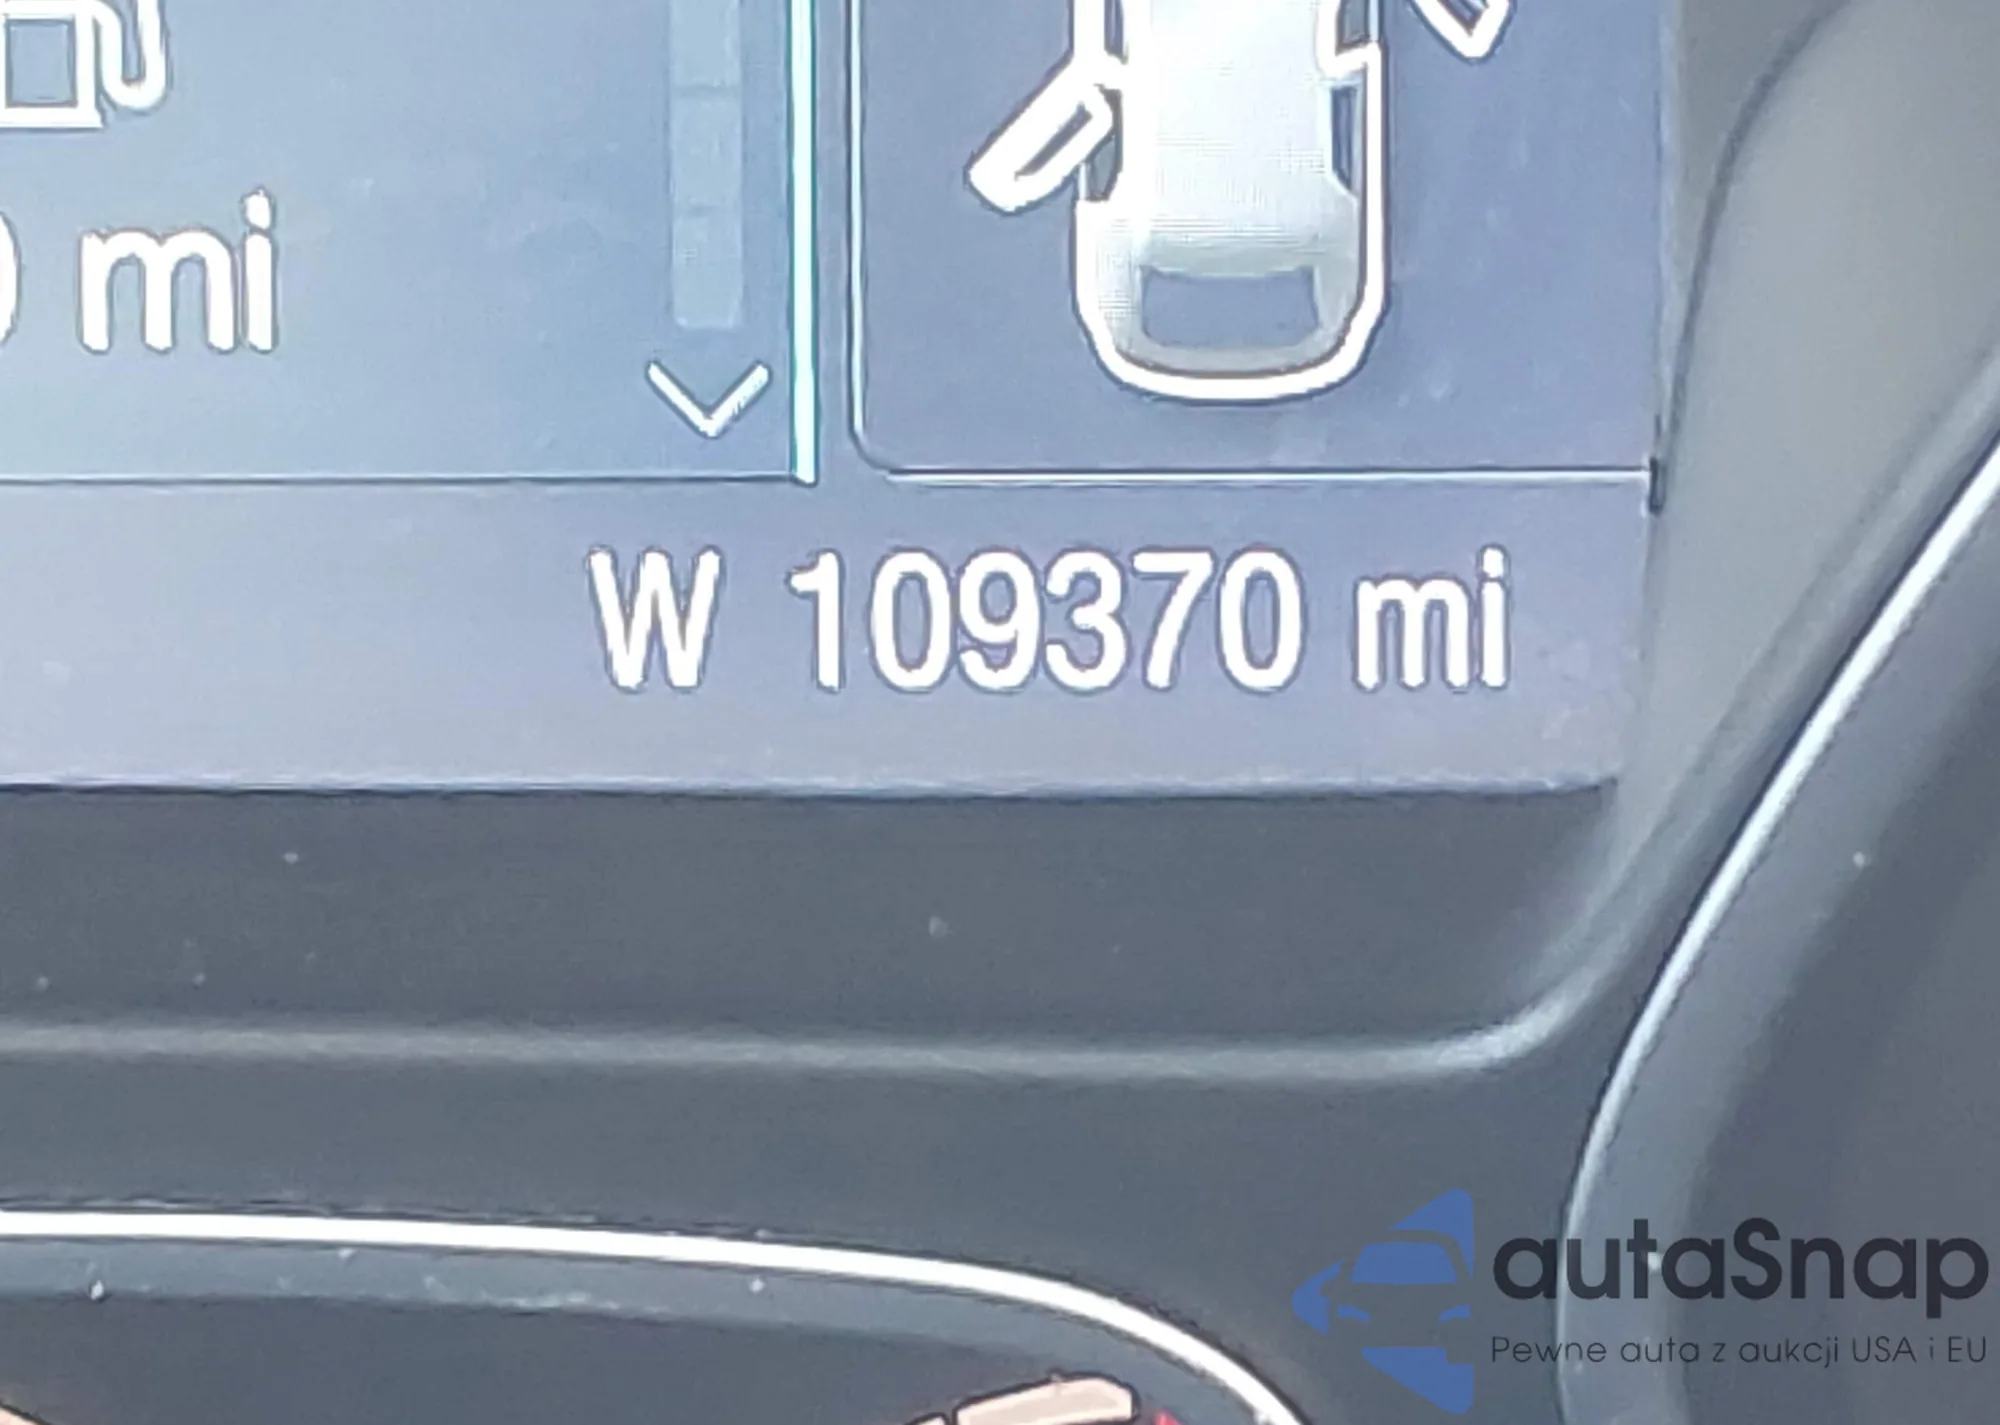 mi
W 109370 mi
autaSnap
Pewne auta z aukcji USA i EU